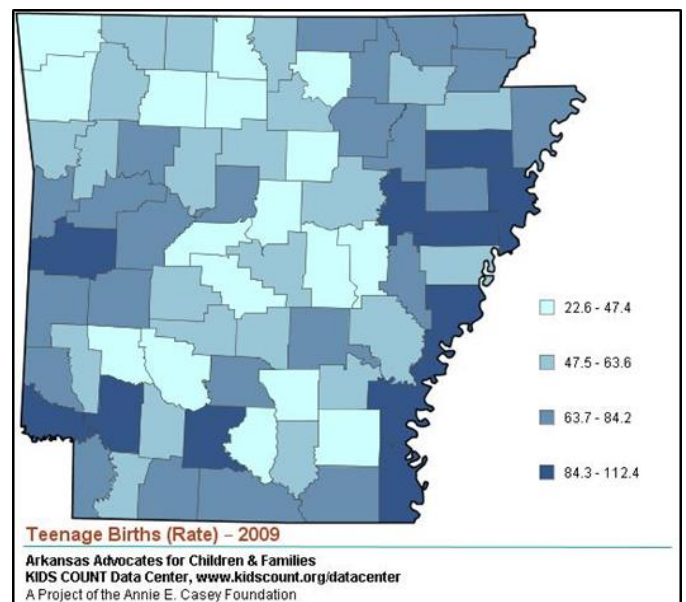 22.6 - 47.4
47.5 - 63.6
63.7 - 84.2
84.3 - 112.4
Teenage Births (Rate) – 2009
Arkansas Advocates for Children & Families
KIDS COUNT Data Center, www.kidscount.org/datacenter
A Project of the Annie E. Casey Foundation